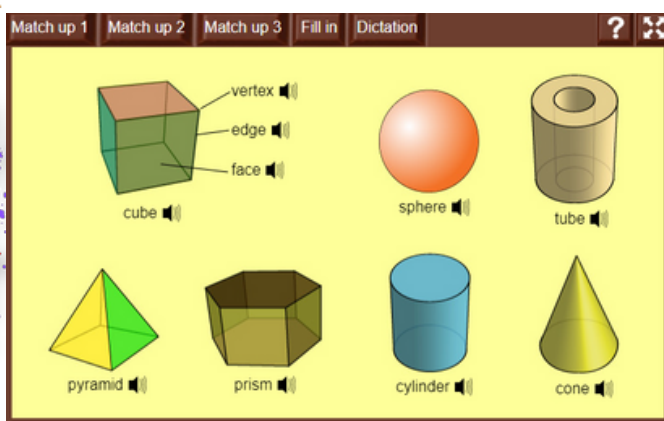 Match up 1 Match up 2 Match up 3 Fill in Dictation ?
vertex
edge
face
cube
sphere
tube
pyramid
prism
cylinder
cone